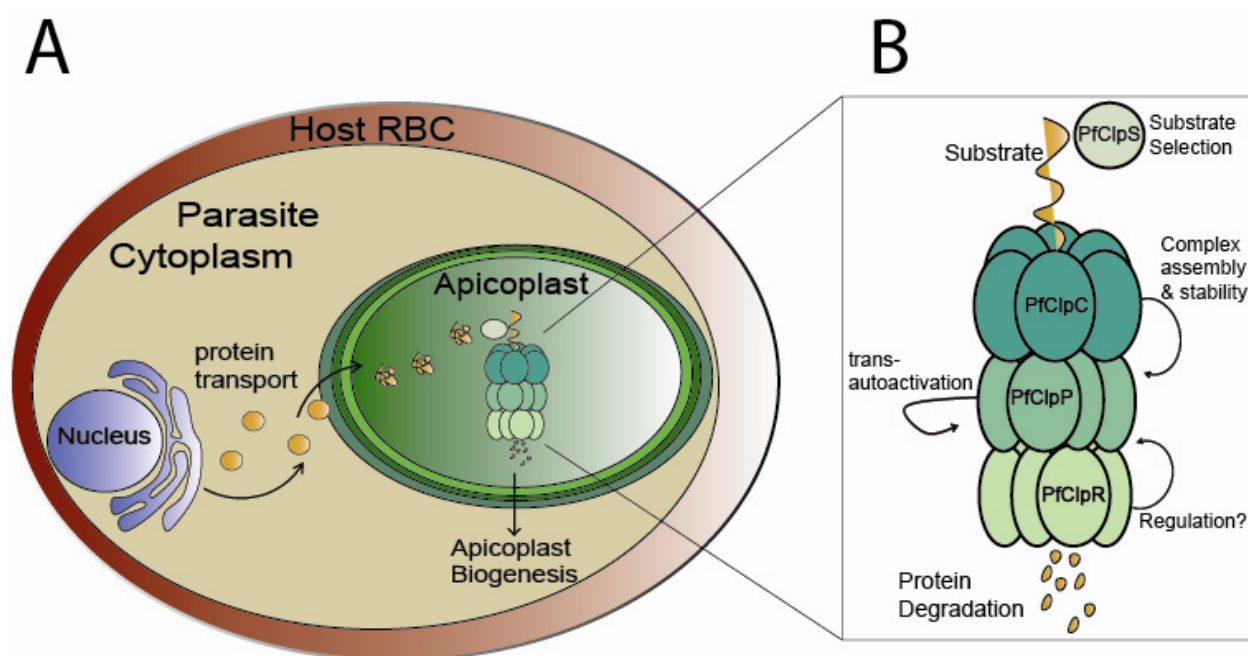 A
Host RBC
Parasite
Cytoplasm
Apicoplast
protein
transport
Nucleus
Apicoplast
Biogenesis
B
PfClpS
Substrate
Selection
Substrate
Complex
assembly
& stability
PfClpC
trans-
autoactivation
PfClpP
PfClpR
Regulation?
Protein
Degradation